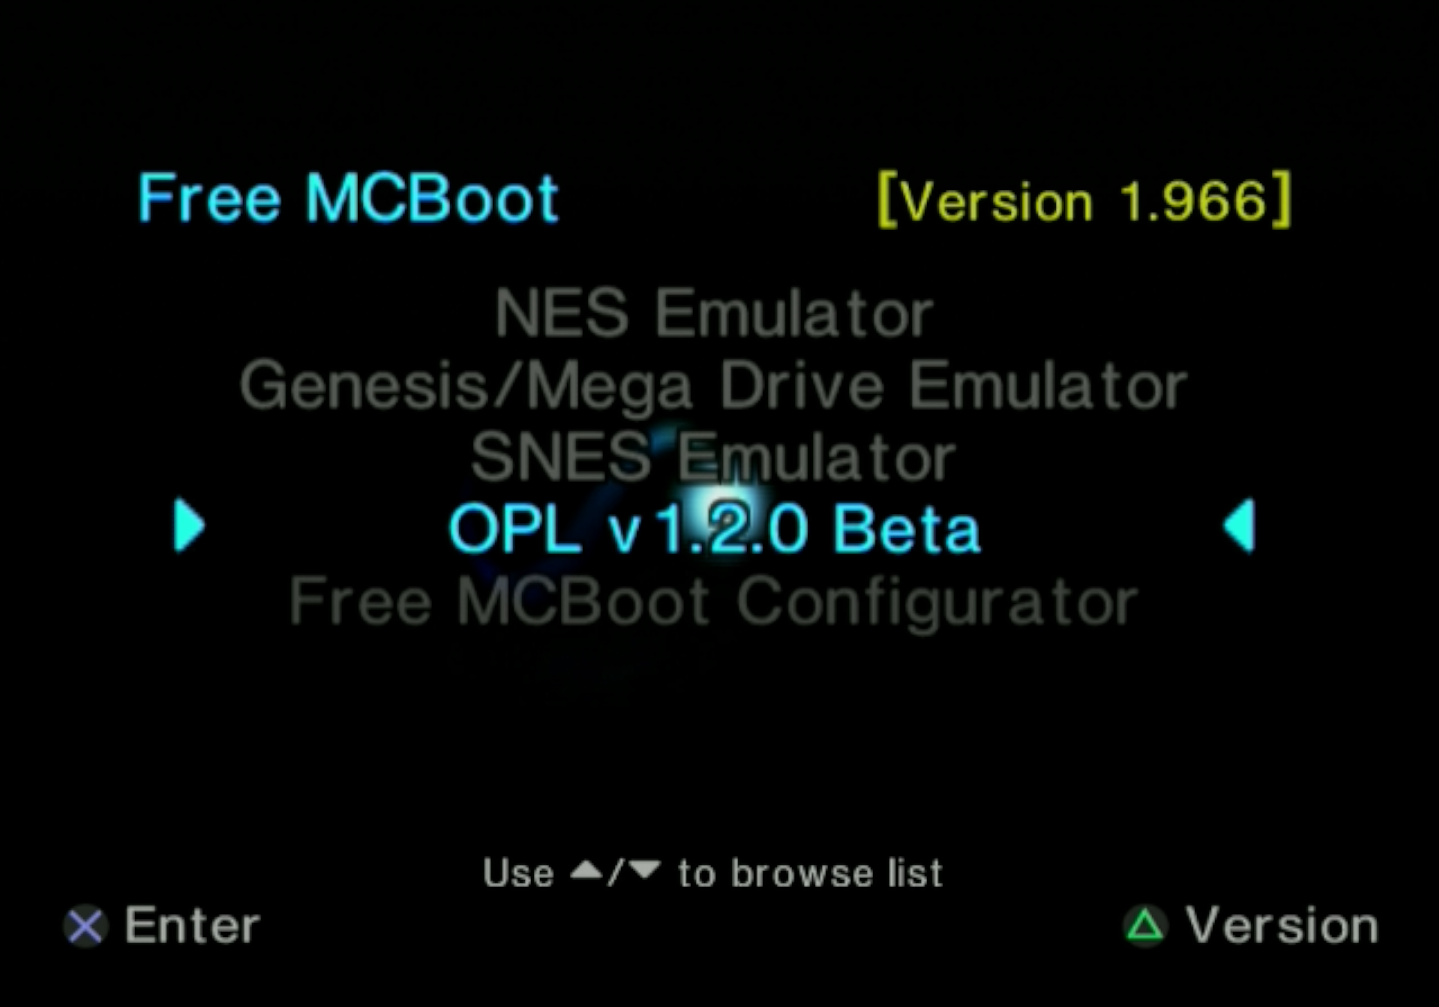 Free MCBoot [Version 1.966]
NES Emulator
Genesis/Mega Drive Emulator
SNES Emulator
OPL v1.2.0 Beta
Free MCBoot Configurator
Use ▲/▼ to browse list
Enter Version